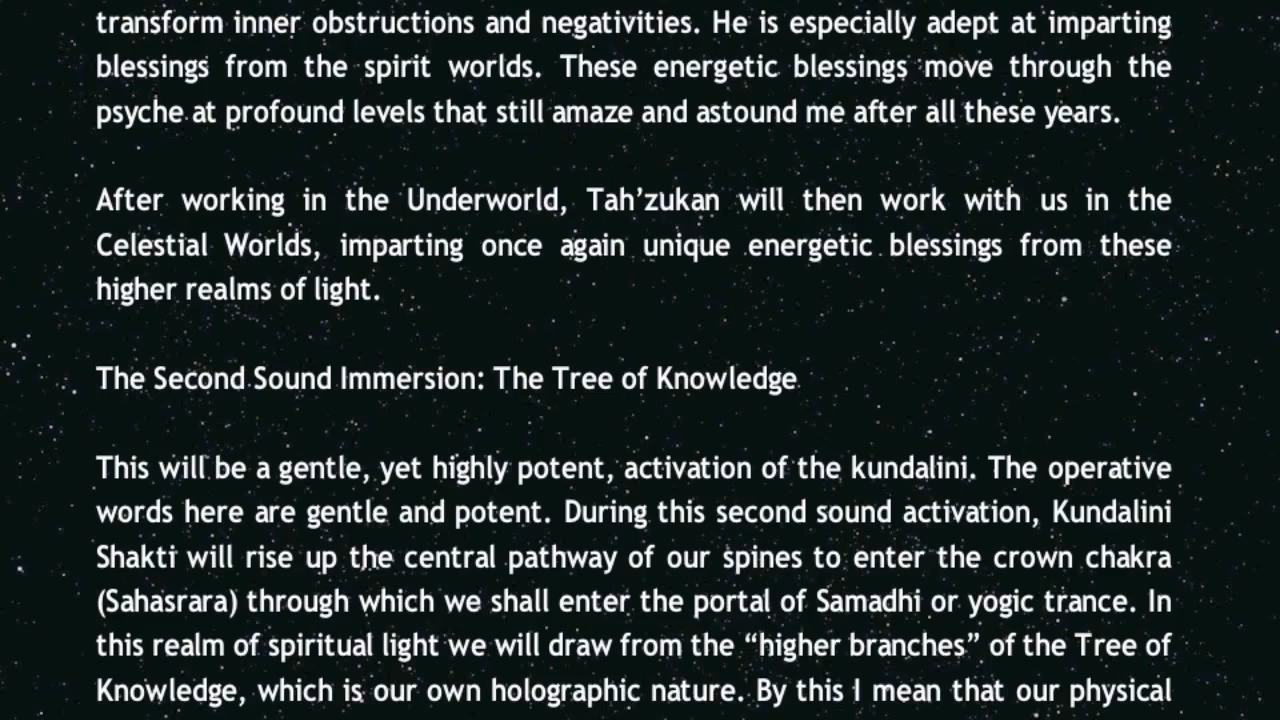 transform inner obstructions and negativities. He is especially adept at imparting
blessings from the spirit worlds. These energetic blessings move through the
psyche at profound levels that still amaze and astound me after all these years.
After working in the Underworld, Tah’zukan will then work with us in the
Celestial Worlds, imparting once again unique energetic blessings from these
higher realms of light.
The Second Sound Immersion: The Tree of Knowledge
This will be a gentle, yet highly potent, activation of the kundalini. The operative
words here are gentle and potent. During this second sound activation, Kundalini
Shakti will rise up the central pathway of our spines to enter the crown chakra
(Sahasrara) through which we shall enter the portal of Samadhi or yogic trance. In
this realm of spiritual light we will draw from the “higher branches” of the Tree of
Knowledge, which is our own holographic nature. By this I mean that our physical